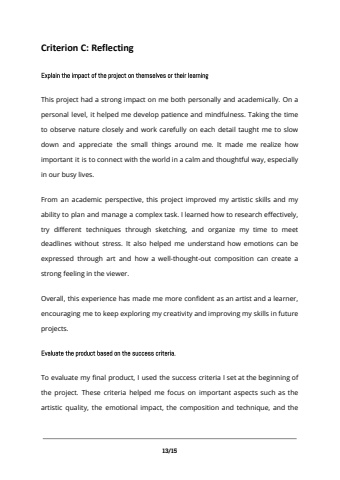 Criterion C: Reflecting
Explain the impact of the project on themselves or their learning
This project had a strong impact on me both personally and academically. On a
personal level, it helped me develop patience and mindfulness. Taking the time
to observe nature closely and work carefully on each detail taught me to slow
down and appreciate the small things around me. It made me realize how
important it is to connect with the world in a calm and thoughtful way, especially
in our busy lives.
From an academic perspective, this project improved my artistic skills and my
ability to plan and manage a complex task. I learned how to research effectively,
try different techniques through sketching, and organize my time to meet
deadlines without stress. It also helped me understand how emotions can be
expressed through art and how a well-thought-out composition can create a
strong feeling in the viewer.
Overall, this experience has made me more confident as an artist and a learner,
encouraging me to keep exploring my creativity and improving my skills in future
projects.
Evaluate the product based on the success criteria.
To evaluate my final product, I used the success criteria I set at the beginning of
the project. These criteria helped me focus on important aspects such as the
artistic quality, the emotional impact, the composition and technique, and the
13/15